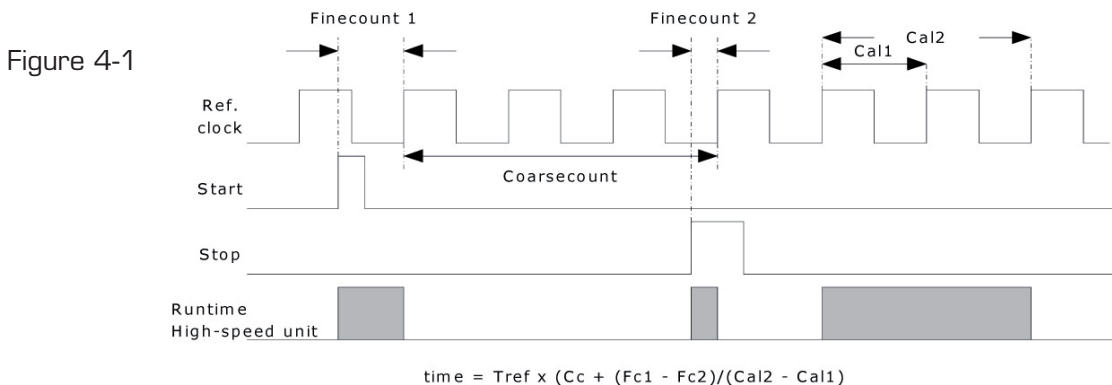 Figure 4-1
Finecount 1
Finecount 2
Cal2
Cal1
Ref.
clock
Coarsecount
Start
Stop
Runtime
High-speed unit
time = Tref x (Cc + (Fc1 - Fc2)/(Cal2 - Cal1)